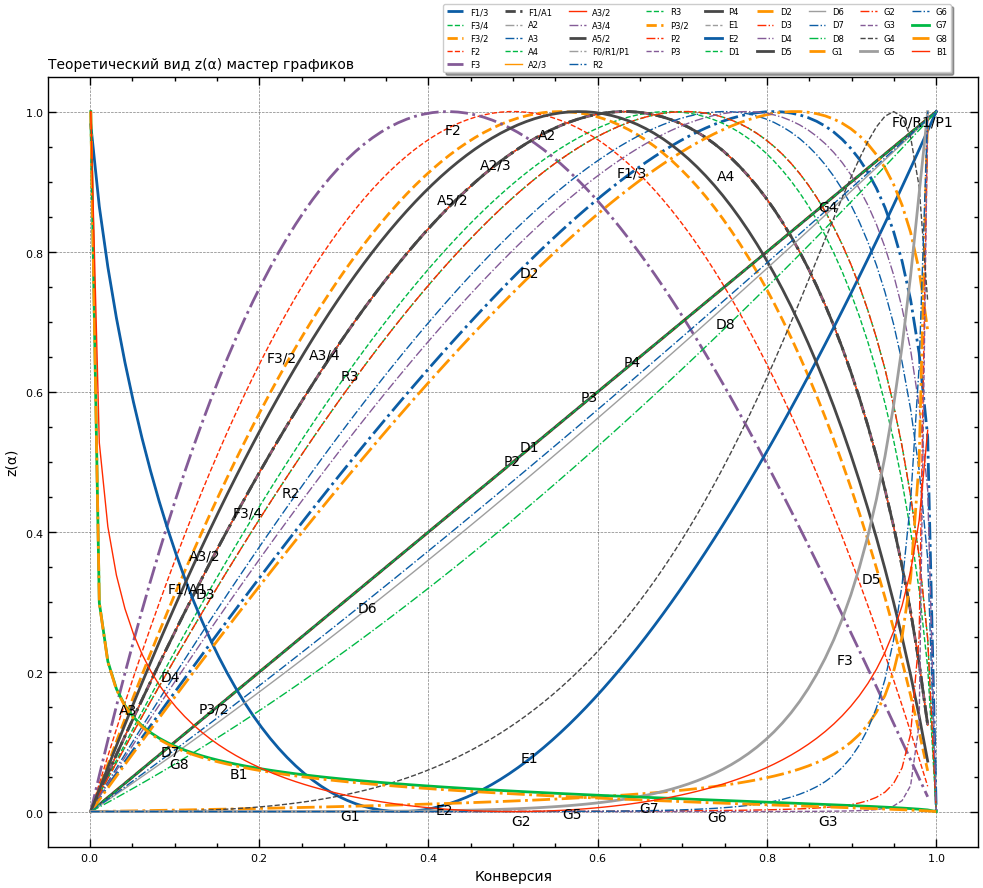 F1/3 F1/A1 A3/2 R3 P4 D2 D6 G2 G6
F3/4 A2 A3/4 P3/2 E1 D3 D7 G3 G7
F3/2 A3 A5/2 P2 E2 D4 D8 G4 G8
F2 A4 F0/R1/P1 P3 D1 D5 G1 G5 B1
F3 A2/3 R2
Теоретический вид z(α) мастер графиков
z(α)
1.0
0.8
0.6
0.4
0.2
0.0
F0/R1/P1
F2
A2
A2/3
F1/3
A4
A5/2
G4
D2
D8
F3/2
A3/4
R3
P4
P3
D1
P2
R2
F3/4
A3/2
F1/A1
D3
D5
D6
F3
D4
A3
P3/2
D7
G8
B1
E1
G1
E2
G2
G5
G7
G6
G3
0.0 0.2 0.4 0.6 0.8 1.0
Конверсия